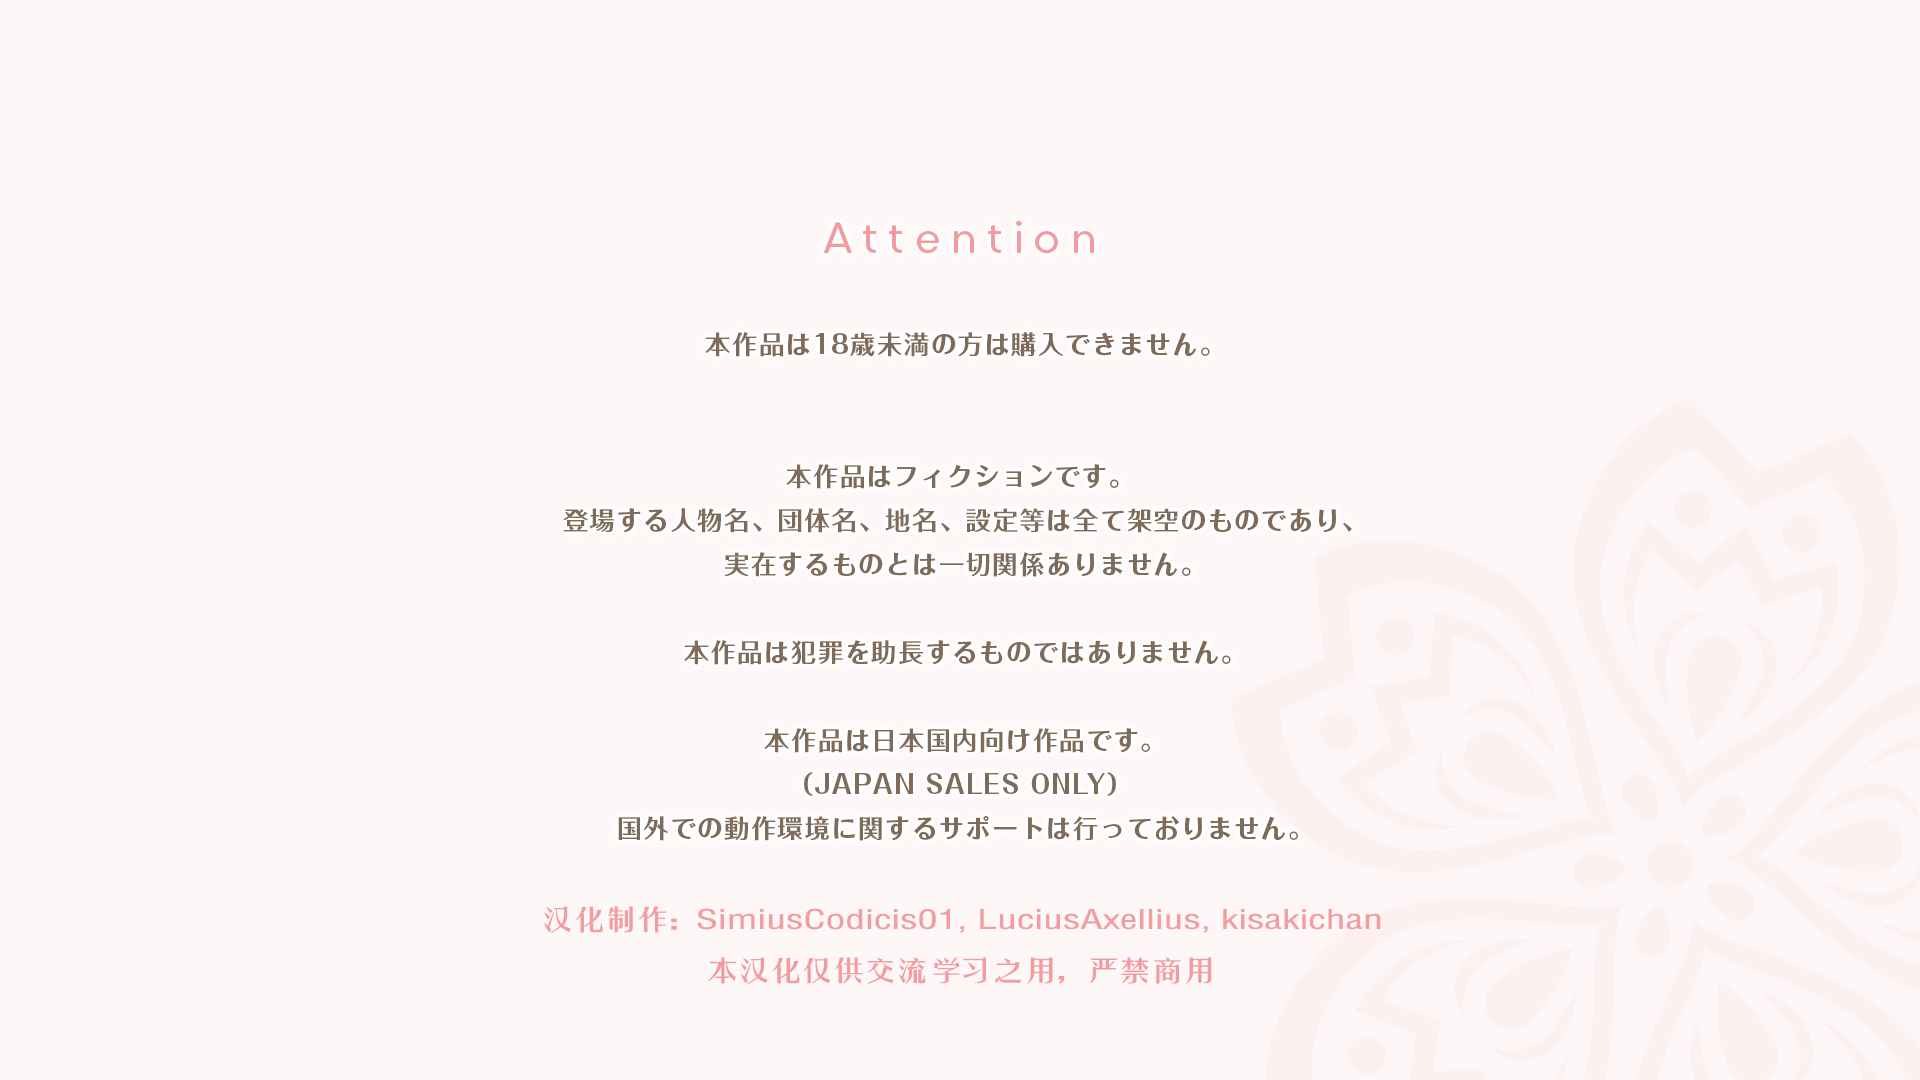 Attention
本作品は18歳未満の方は購入できません。
本作品はフィクションです。
登場する人物名、団体名、地名、設定等は全て架空のものであり、
実在するものとは一切関係ありません。
本作品は犯罪を助長するものではありません。
本作品は日本国内向け作品です。
(JAPAN SALES ONLY)
国外での動作環境に関するサポートは行っておりません。
汉化制作：SimiusCodicis01, LuciusAxellius, kisakichan
本汉化仅供交流学习之用，严禁商用